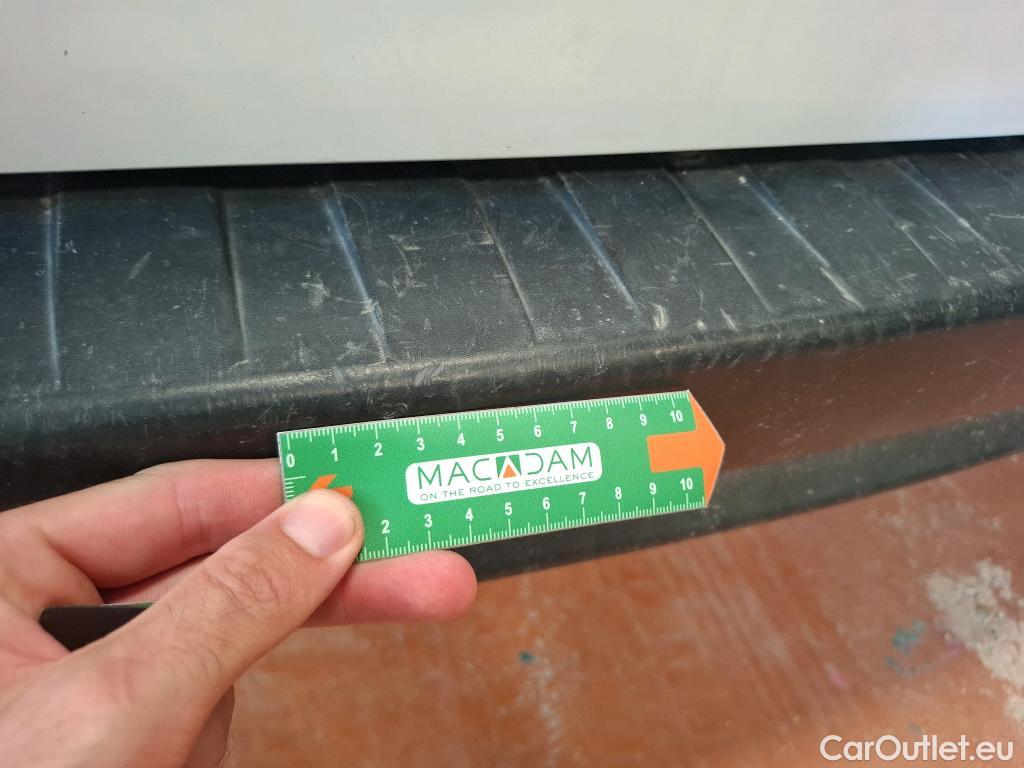 0 1 2 3 4 5 6 7 8 9 10
MACADAM
ON THE ROAD TO EXCELLENCE
2 3 4 5 6 7 8 9 10
CarOutlet.eu